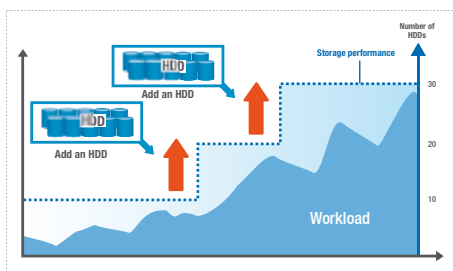 Number of
HDDs
Storage performance
HDD
Add an HDD
30
HDD
Add an HDD
20
10
Workload